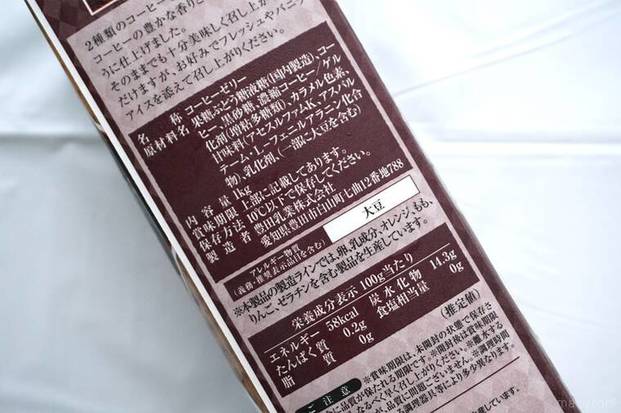 2種類のコーヒー
コーヒーの豊かな香りと
うに仕上げました。
そのままでも十分美味しく召し上が
だけますが、お好みでフレッシュやバニラ
アイスを添えて召し上がりください。
名 称 コーヒーゼリー
原材料名 果糖ぶどう糖液糖(国内製造)、コー
ヒー、黒砂糖、濃縮コーヒー/ゲル
化剤(増粘多糖類)、カラメル色素、
甘味料(アセスルファムK、アスパル
テーム・L-フェニルアラニン化合
物)、乳化剤、(一部に大豆を含む)
内容量 1kg
賞味期限 上部に記載してあります。
保存方法 10℃以下で保存してください。
製造者 豊田乳業株式会社
愛知県豊田市白山町七曲12番地788
アレルギー物質
(義務・推奨表示品目を含む)
大豆
※本製品の製造ラインでは、卵、乳成分、オレンジ、もも、
りんご、ゼラチンを含む製品を生産しています。
栄養成分表示 100g当たり
エネルギー 58kcal 炭水化物 14.3g
たんぱく質 0.2g 食塩相当量 0g
脂質 0g
(推定値)
ご注意